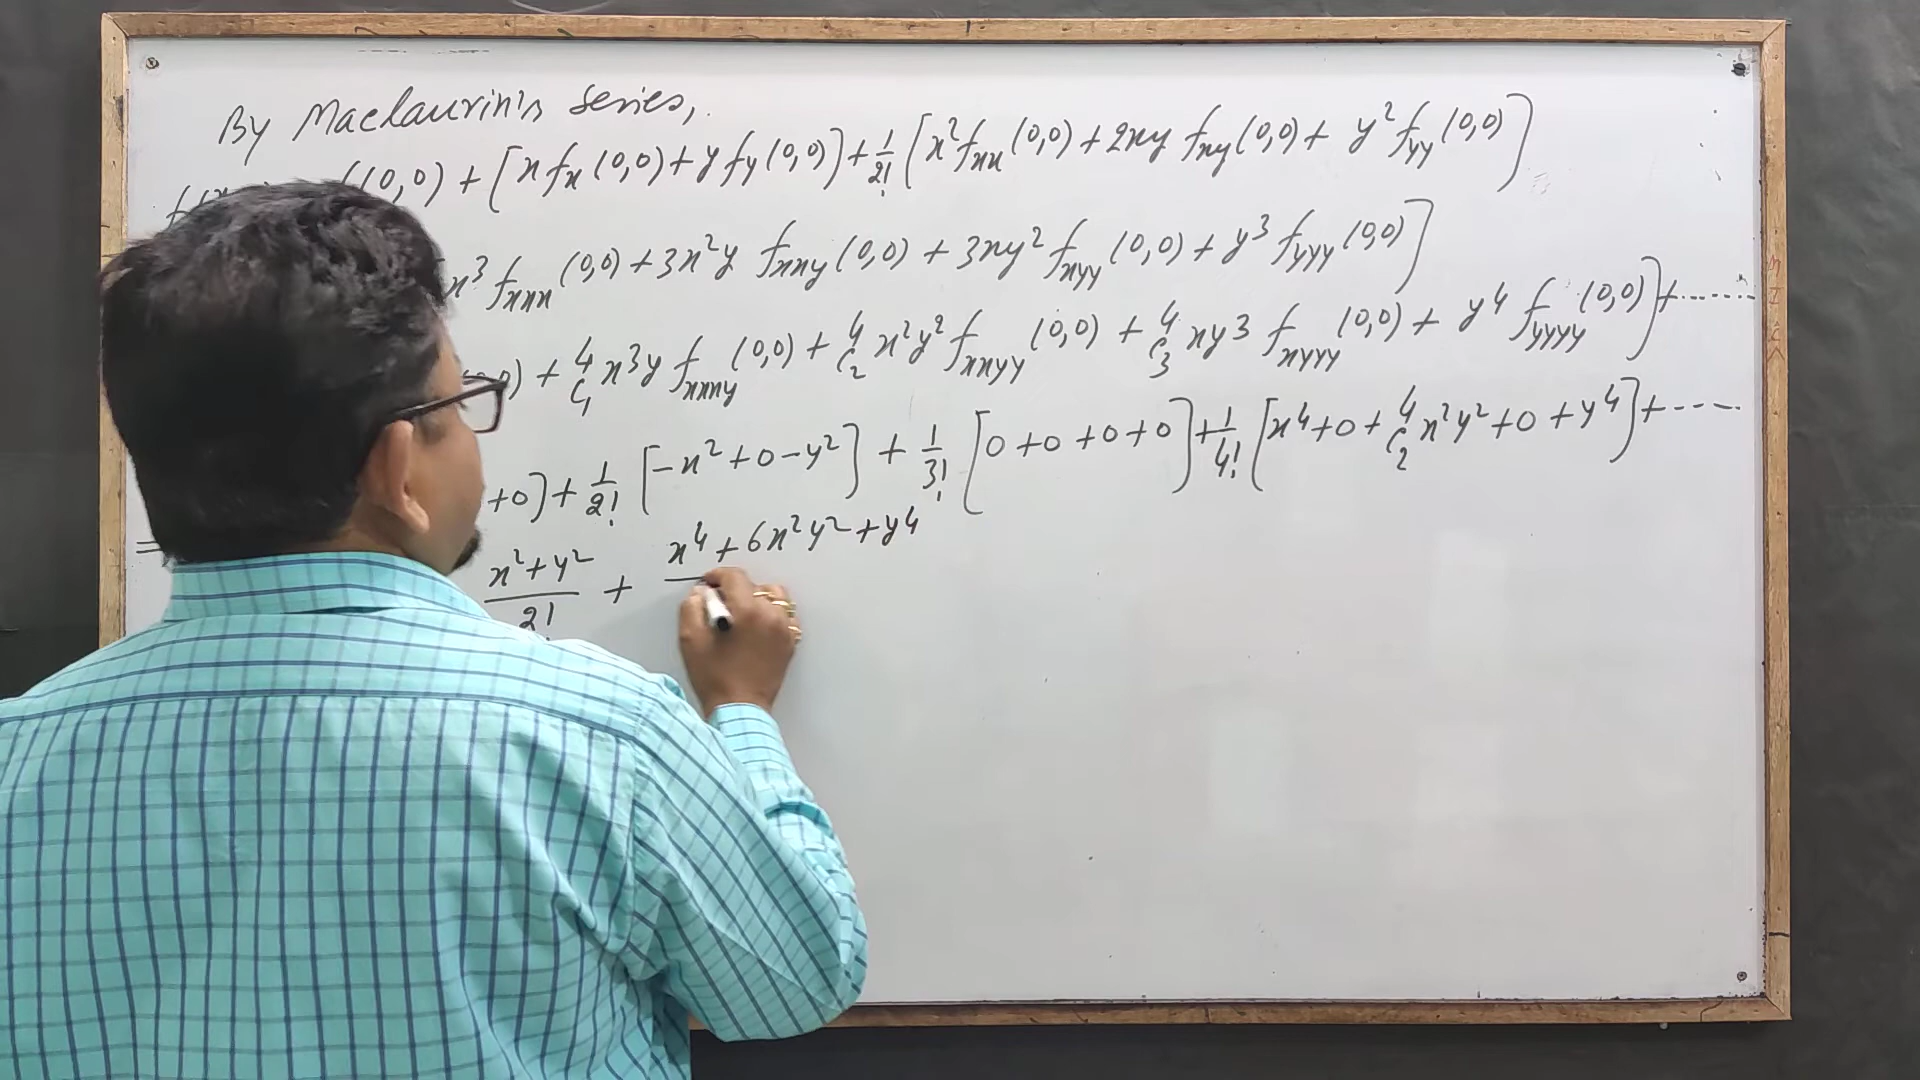 By Maclaurin's Series,
(0,0) + [x fx (0,0) + y fy (0,0)] + 1/2! [x² fxx (0,0) + 2xy fxy (0,0) + y² fyy (0,0)]
x³ fxxx (0,0) + 3x²y fxxy (0,0) + 3xy² fxyy (0,0) + y³ fyyy (0,0)]
0) + 4C1 x³y fxxxy (0,0) + 4C2 x²y² fxxyy (0,0) + 4C3 xy³ fxyyy (0,0) + y⁴ fyyyy (0,0)] + .......
+0] + 1/2! [-x² + 0 - y²] + 1/3! [0 + 0 + 0 + 0] + 1/4! [x⁴ + 0 + 4C2 x²y² + 0 + y⁴] + ----
= x² + y² / 2! + x⁴ + 6x²y² + y⁴